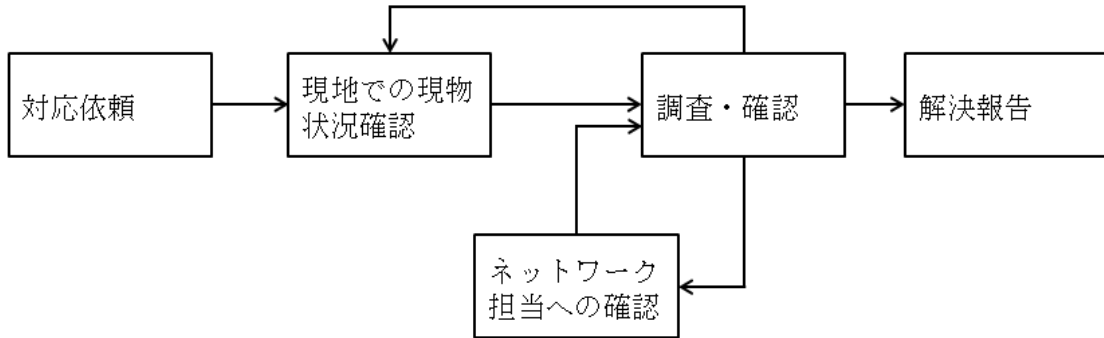 対応依頼
現地での現物
状況確認
調査・確認
解決報告
ネットワーク
担当への確認